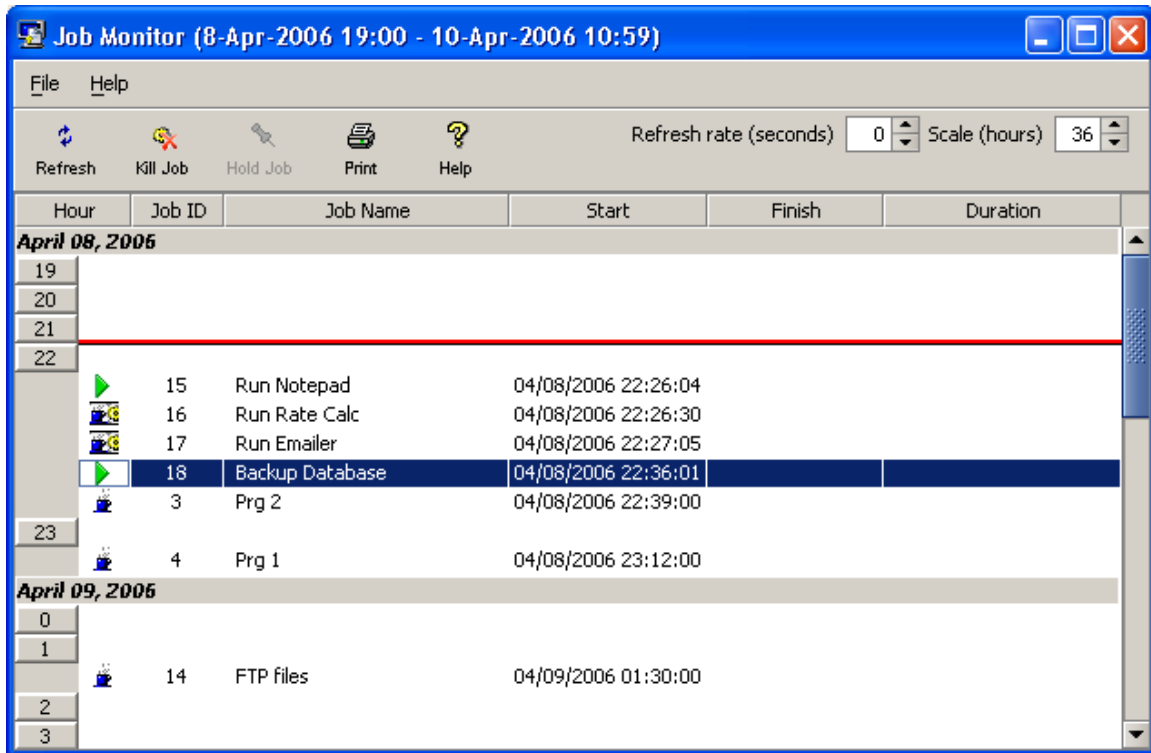 Job Monitor (8-Apr-2006 19:00 - 10-Apr-2006 10:59)
File Help
Refresh Kill Job Hold Job Print Help Refresh rate (seconds) 0 Scale (hours) 36
Hour Job ID Job Name Start Finish Duration
April 08, 2006
19
20
21
22
15 Run Notepad 04/08/2006 22:26:04
16 Run Rate Calc 04/08/2006 22:26:30
17 Run Emailer 04/08/2006 22:27:05
18 Backup Database 04/08/2006 22:36:01
3 Prg 2 04/08/2006 22:39:00
23
4 Prg 1 04/08/2006 23:12:00
April 09, 2006
0
1
14 FTP files 04/09/2006 01:30:00
2
3